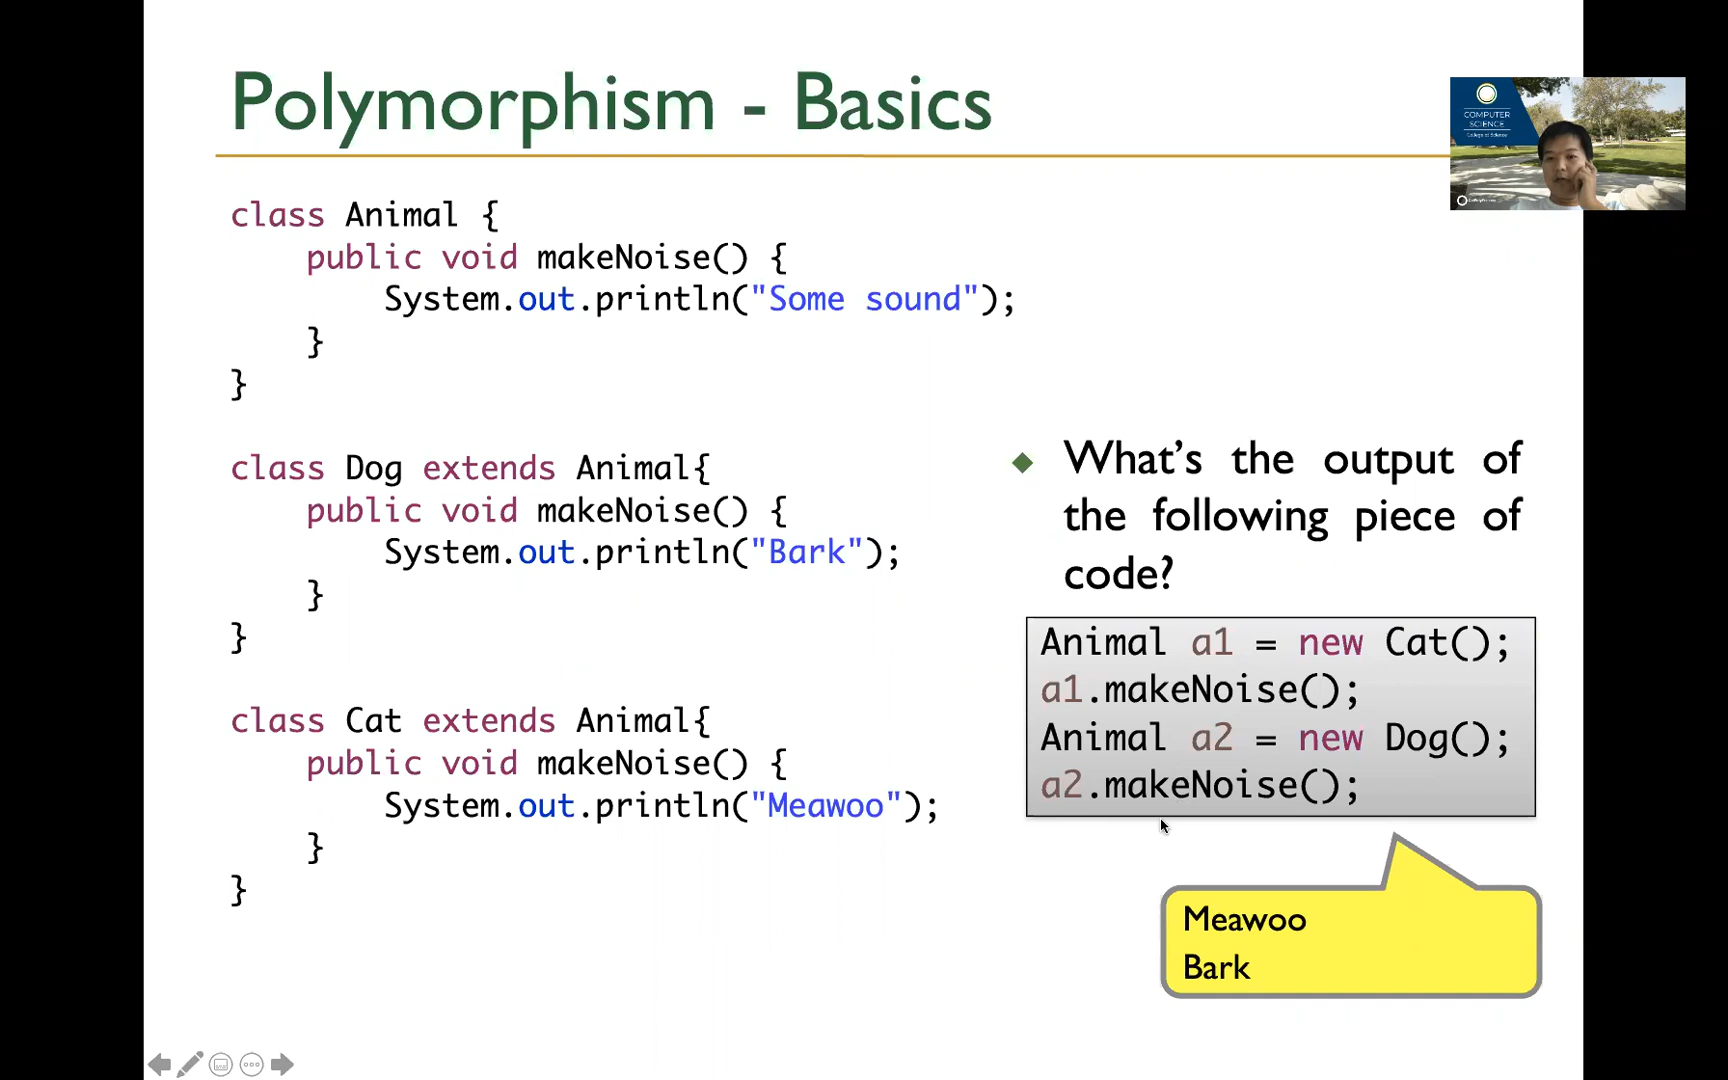 Polymorphism - Basics
COMPUTER
SCIENCE
College of Science
class Animal {
    public void makeNoise() {
        System.out.println("Some sound");
    }
}
class Dog extends Animal{
    public void makeNoise() {
        System.out.println("Bark");
    }
}
class Cat extends Animal{
    public void makeNoise() {
        System.out.println("Meawoo");
    }
}
What's the output of
the following piece of
code?
Animal a1 = new Cat();
a1.makeNoise();
Animal a2 = new Dog();
a2.makeNoise();
Meawoo
Bark